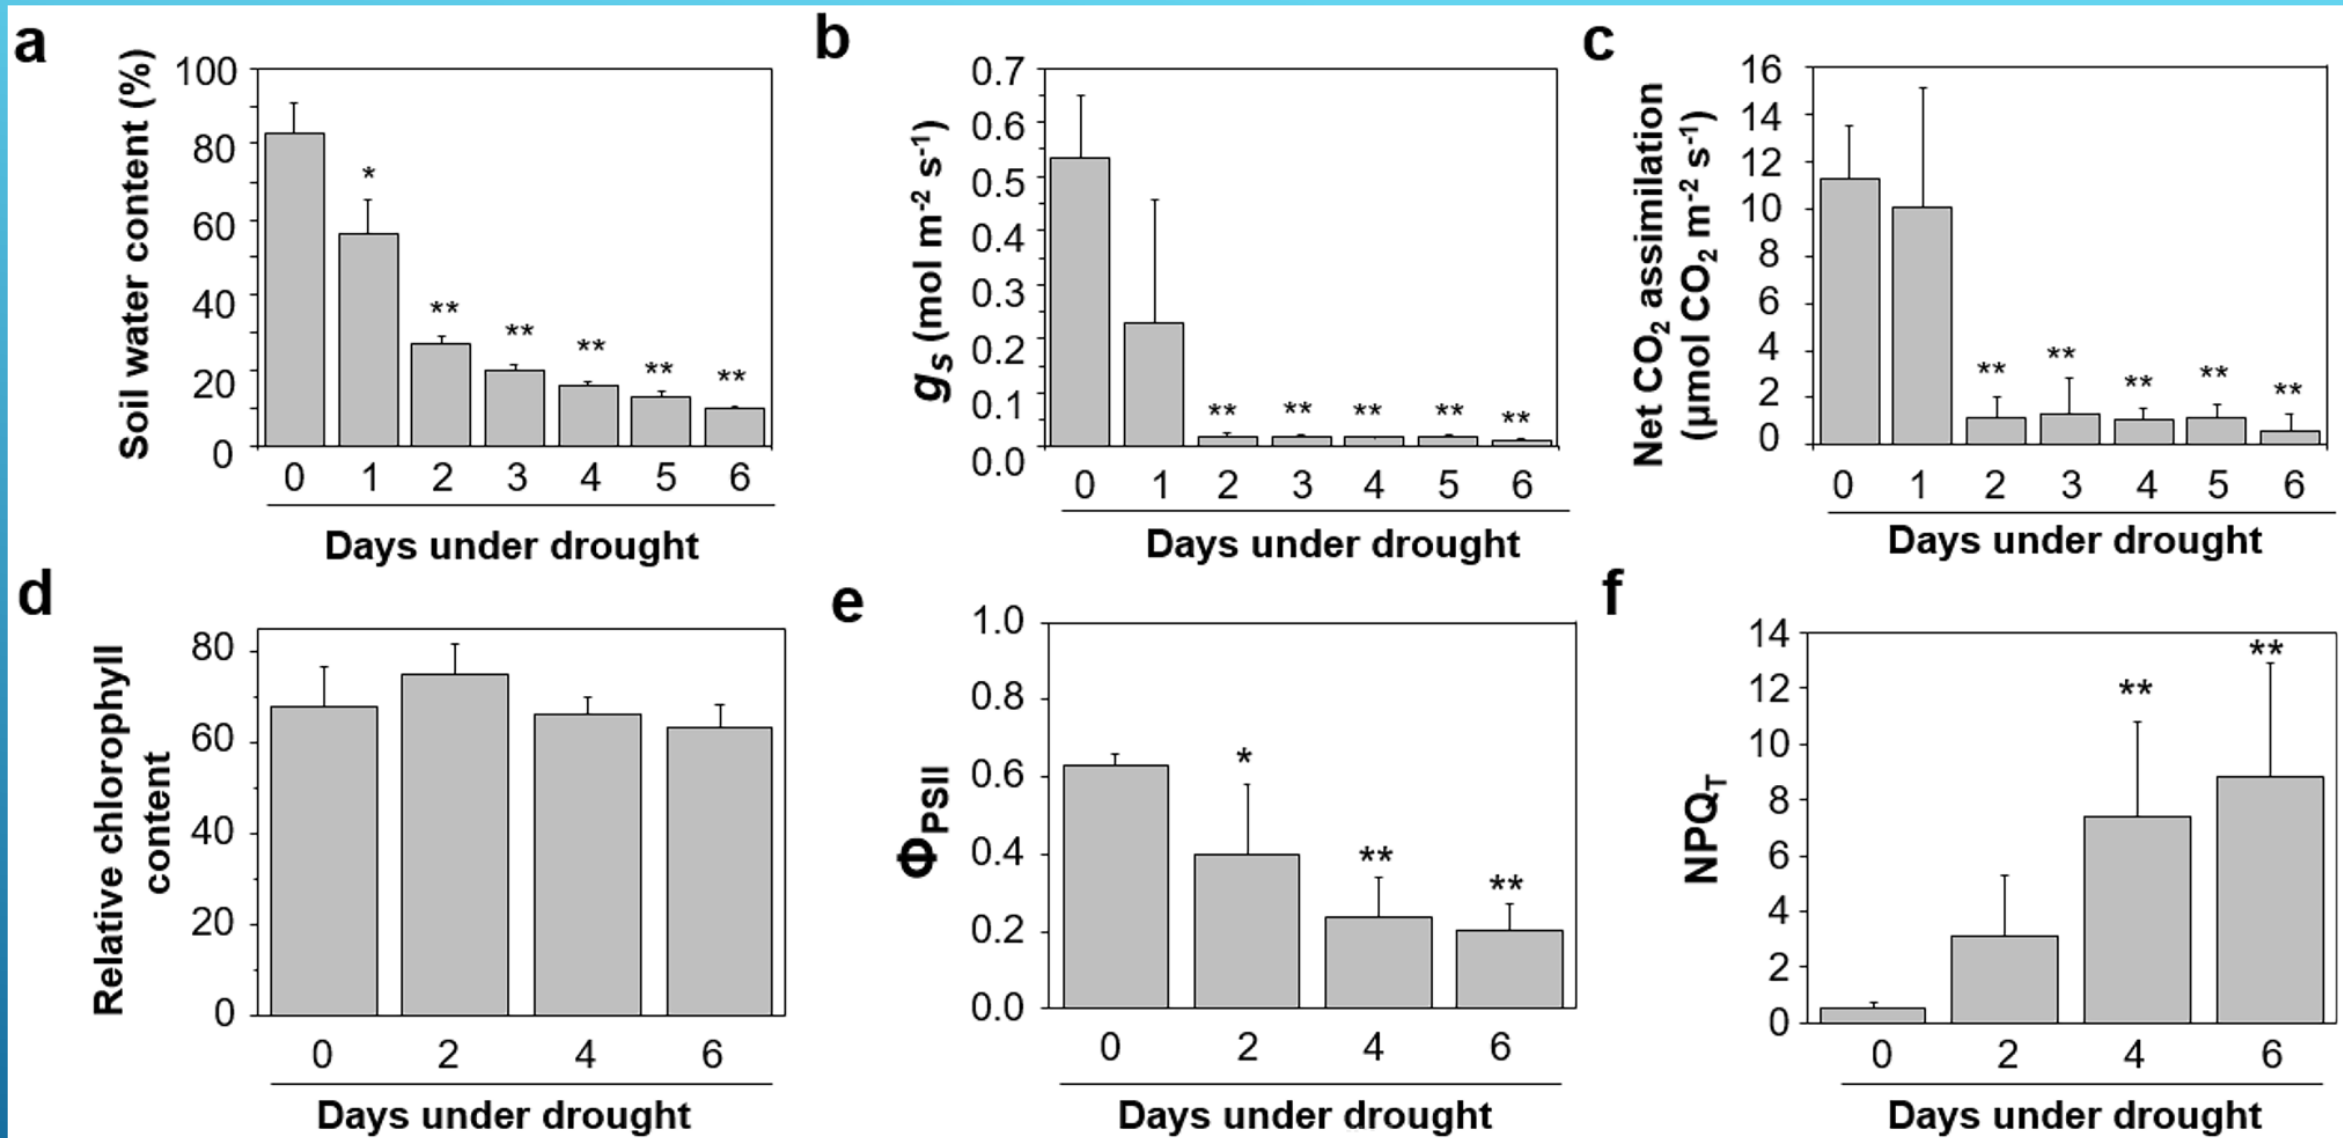 a
Soil water content (%)
100
80
60
40
20
0
*
**
**
**
**
**
0 1 2 3 4 5 6
Days under drought
b
gs (mol m-2 s-1)
0.7
0.6
0.5
0.4
0.3
0.2
0.1
0.0
**
**
**
**
**
0 1 2 3 4 5 6
Days under drought
c
Net CO2 assimilation
(µmol CO2 m-2 s-1)
16
14
12
10
8
6
4
2
0
**
**
**
**
**
0 1 2 3 4 5 6
Days under drought
d
Relative chlorophyll
content
80
60
40
20
0
0 2 4 6
Days under drought
e
ΦPSII
1.0
0.8
0.6
0.4
0.2
0.0
*
**
**
0 2 4 6
Days under drought
f
NPQT
14
12
10
8
6
4
2
0
**
**
0 2 4 6
Days under drought